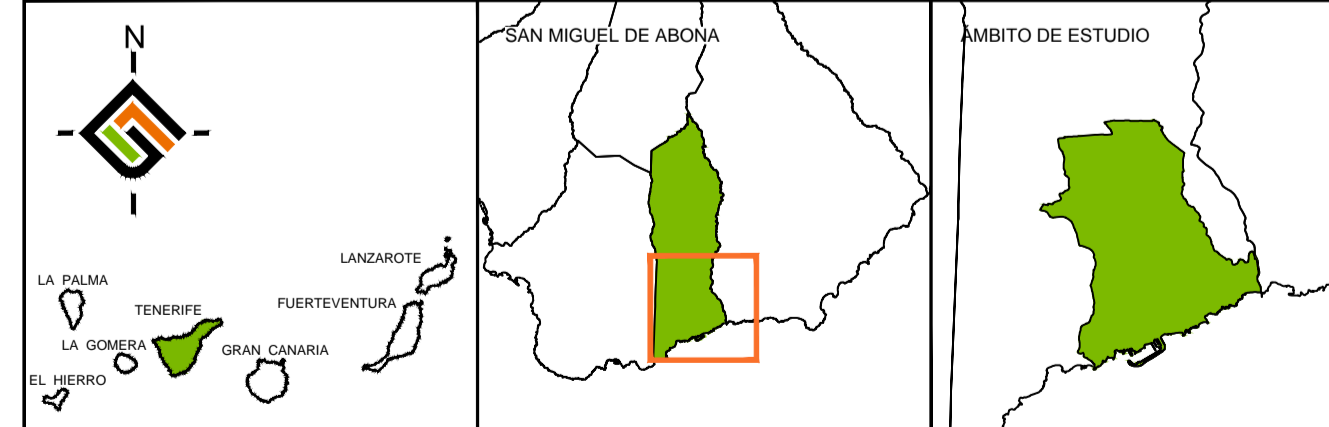 N
LANZAROTE
LA PALMA
FUERTEVENTURA
TENERIFE
LA GOMERA
GRAN CANARIA
EL HIERRO
SAN MIGUEL DE ABONA
ÁMBITO DE ESTUDIO